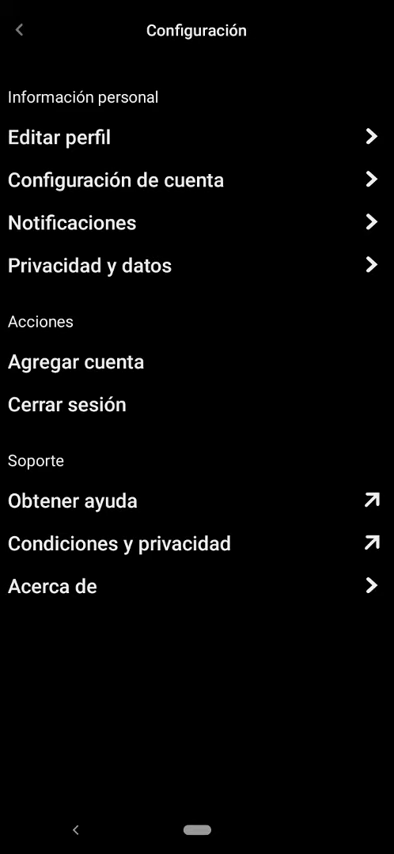 Configuración
Información personal
Editar perfil
Configuración de cuenta
Notificaciones
Privacidad y datos
Acciones
Agregar cuenta
Cerrar sesión
Soporte
Obtener ayuda
Condiciones y privacidad
Acerca de